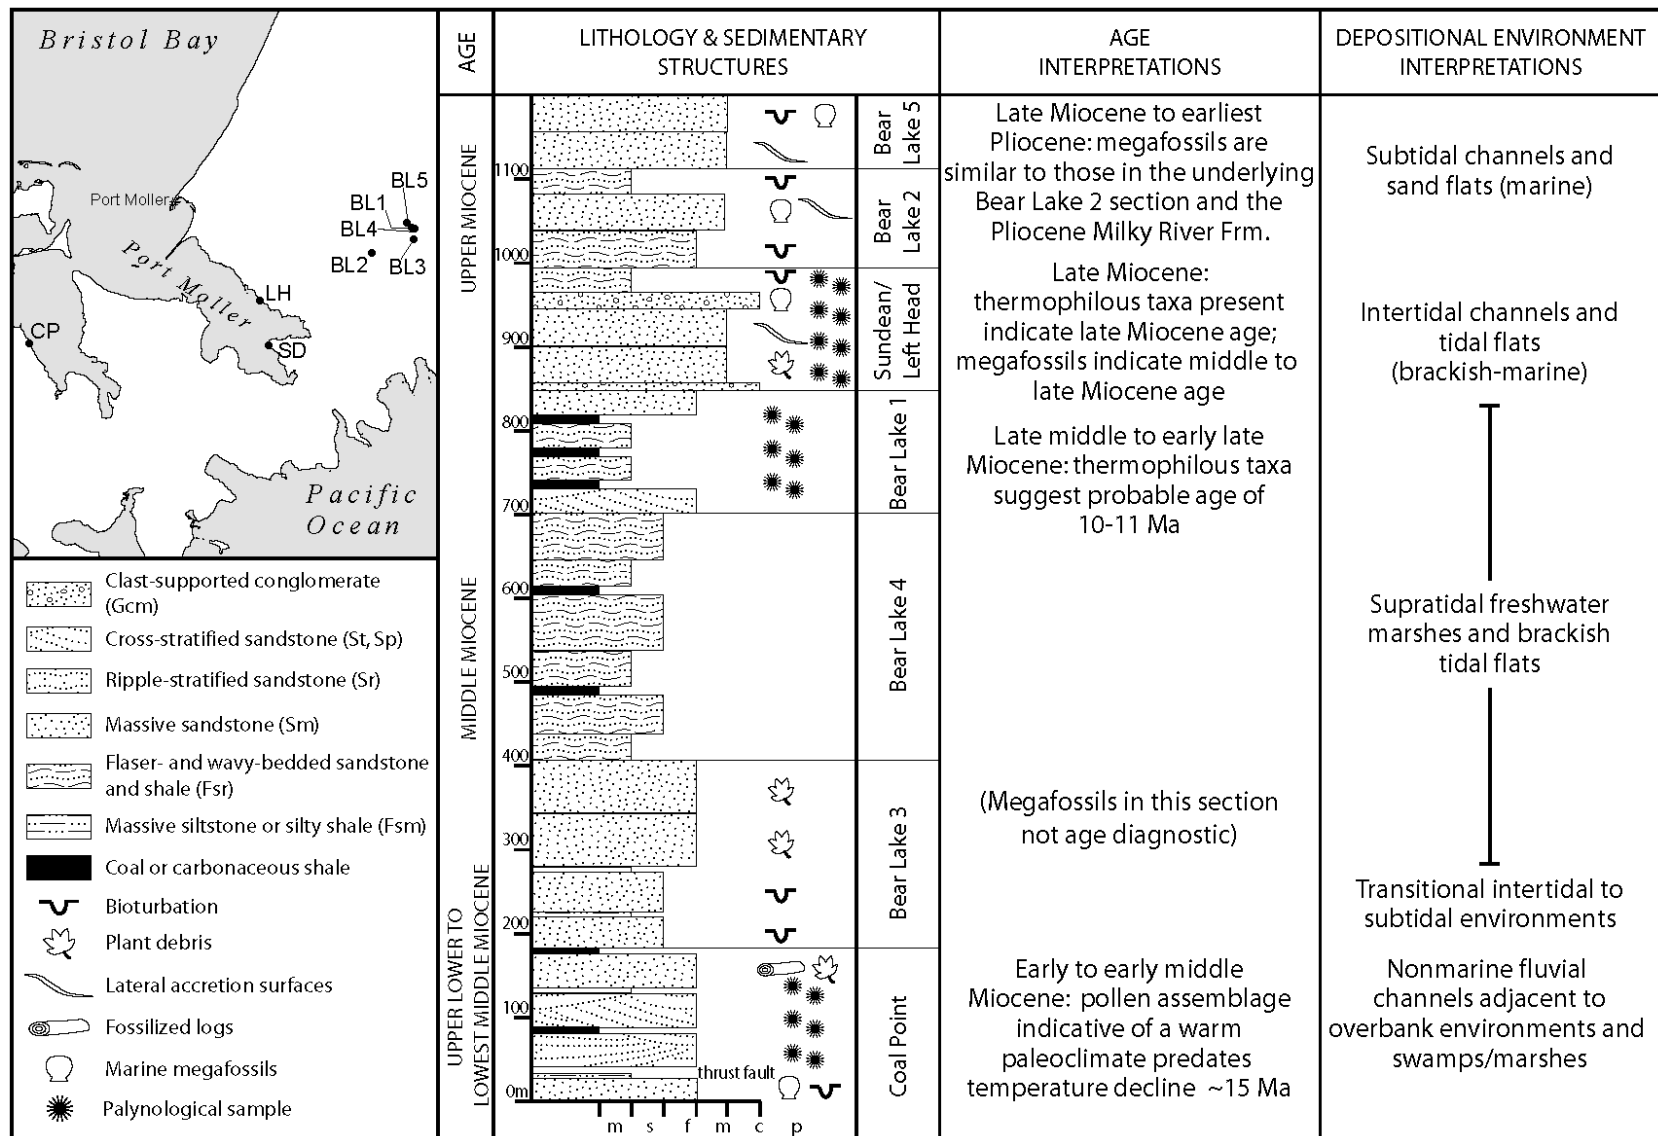 Bristol Bay
Port Moller
BL5
BL1
BL4
BL2
BL3
Port Moller
LH
CP
SD
Pacific
Ocean
Clast-supported conglomerate
(Gcm)
Cross-stratified sandstone (St, Sp)
Ripple-stratified sandstone (Sr)
Massive sandstone (Sm)
Flaser- and wavy-bedded sandstone
and shale (Fsr)
Massive siltstone or silty shale (Fsm)
Coal or carbonaceous shale
Bioturbation
Plant debris
Lateral accretion surfaces
Fossilized logs
Marine megafossils
Palynological sample
AGE
UPPER MIOCENE
MIDDLE MIOCENE
UPPER LOWER TO
LOWEST MIDDLE MIOCENE
LITHOLOGY & SEDIMENTARY
STRUCTURES
1100
1000
900
800
700
600
500
400
300
200
100
0m
thrust fault
m s f m c p
Bear
Lake 5
Bear
Lake 2
Sundean/
Left Head
Bear Lake 1
Bear Lake 4
Bear Lake 3
Coal Point
AGE
INTERPRETATIONS
Late Miocene to earliest
Pliocene: megafossils are
similar to those in the underlying
Bear Lake 2 section and the
Pliocene Milky River Frm.
Late Miocene:
thermophilous taxa present
indicate late Miocene age;
megafossils indicate middle to
late Miocene age
Late middle to early late
Miocene: thermophilous taxa
suggest probable age of
10-11 Ma
(Megafossils in this section
not age diagnostic)
Early to early middle
Miocene: pollen assemblage
indicative of a warm
paleoclimate predates
temperature decline ~15 Ma
DEPOSITIONAL ENVIRONMENT
INTERPRETATIONS
Subtidal channels and
sand flats (marine)
Intertidal channels and
tidal flats
(brackish-marine)
Supratidal freshwater
marshes and brackish
tidal flats
Transitional intertidal to
subtidal environments
Nonmarine fluvial
channels adjacent to
overbank environments and
swamps/marshes